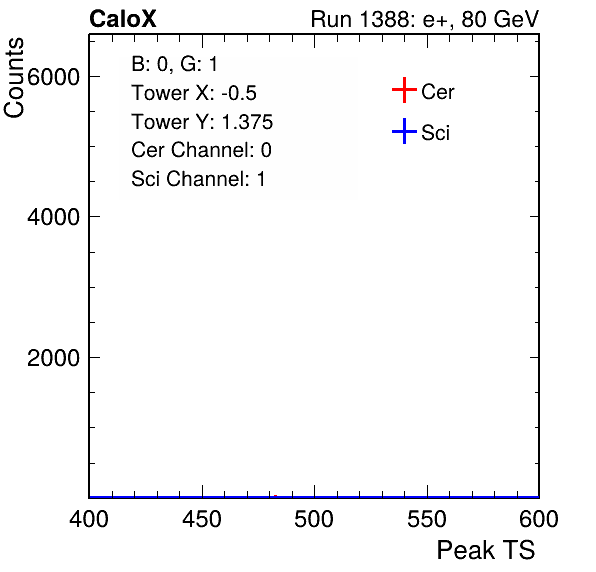 CaloX
Run 1388: e+, 80 GeV
Counts
6000
4000
2000
B: 0, G: 1
Tower X: -0.5
Tower Y: 1.375
Cer Channel: 0
Sci Channel: 1
Cer
Sci
400
450
500
550
600
Peak TS